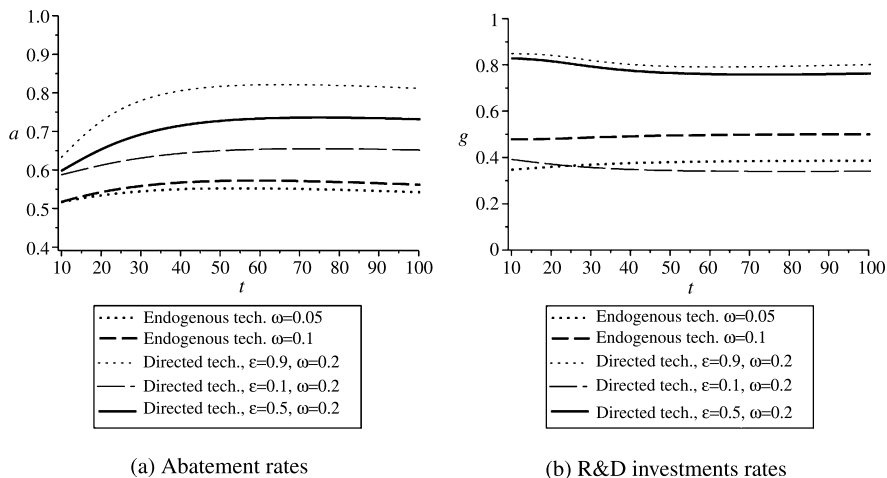 1.0
0.9
0.8
a 0.7
0.6
0.5
0.4
10 20 30 40 50 60 70 80 90 100
t
Endogenous tech. ω=0.05
Endogenous tech. ω=0.1
Directed tech., ε=0.9, ω=0.2
Directed tech., ε=0.1, ω=0.2
Directed tech., ε=0.5, ω=0.2
(a) Abatement rates
1
0.8
0.6
g
0.4
0.2
0
10 20 30 40 50 60 70 80 90 100
t
Endogenous tech. ω=0.05
Endogenous tech. ω=0.1
Directed tech., ε=0.9, ω=0.2
Directed tech., ε=0.1, ω=0.2
Directed tech., ε=0.5, ω=0.2
(b) R&D investments rates